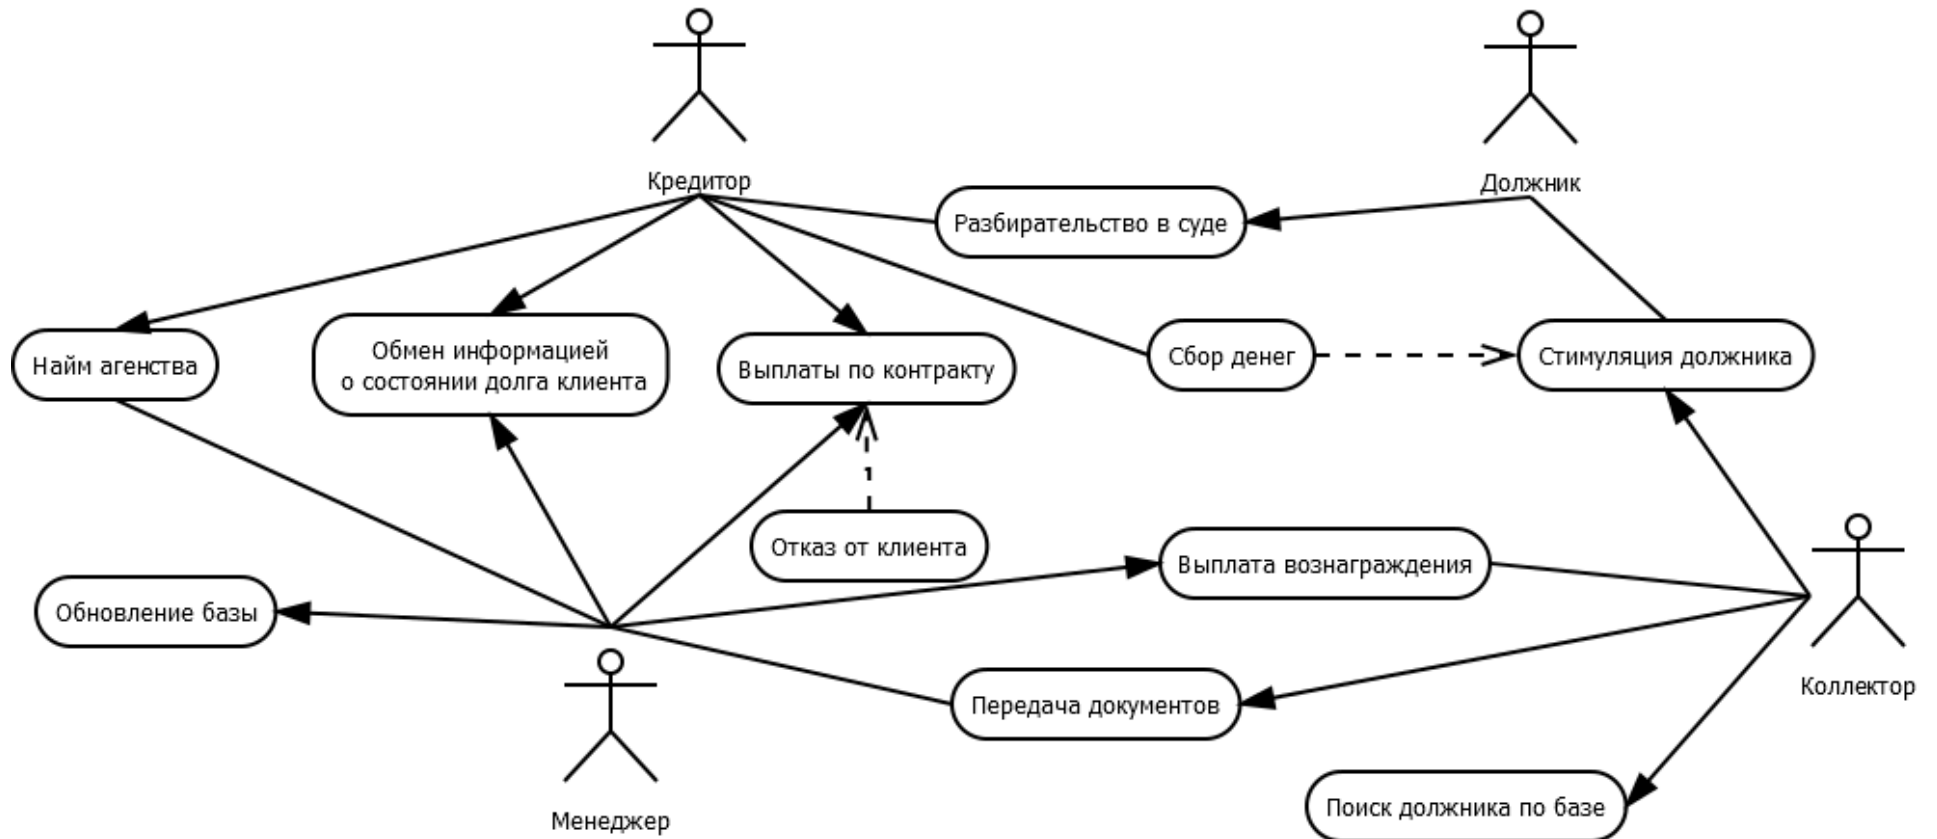 Кредитор
Должник
Разбирательство в суде
Найм агенства
Обмен информацией
о состоянии долга клиента
Выплаты по контракту
Сбор денег
Стимуляция должника
Отказ от клиента
Выплата вознаграждения
Обновление базы
Передача документов
Коллектор
Менеджер
Поиск должника по базе